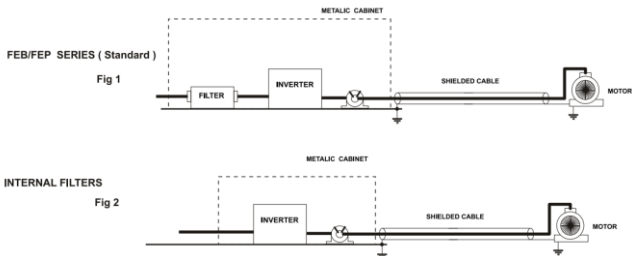 METALIC CABINET
FEB/FEP SERIES ( Standard )
Fig 1
FILTER
INVERTER
SHIELDED CABLE
MOTOR
METALIC CABINET
INTERNAL FILTERS
Fig 2
INVERTER
SHIELDED CABLE
MOTOR